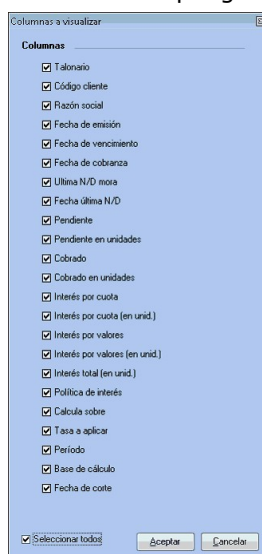 Columnas a visualizar
Columnas
Talonario
Código cliente
Razón social
Fecha de emisión
Fecha de vencimiento
Fecha de cobranza
Ultima N/D mora
Fecha última N/D
Pendiente
Pendiente en unidades
Cobrado
Cobrado en unidades
Interés por cuota
Interés por cuota (en unid.)
Interés por valores
Interés por valores (en unid.)
Interés total (en unid.)
Política de interés
Calcula sobre
Tasa a aplicar
Período
Base de cálculo
Fecha de corte
Seleccionar todos Aceptar Cancelar